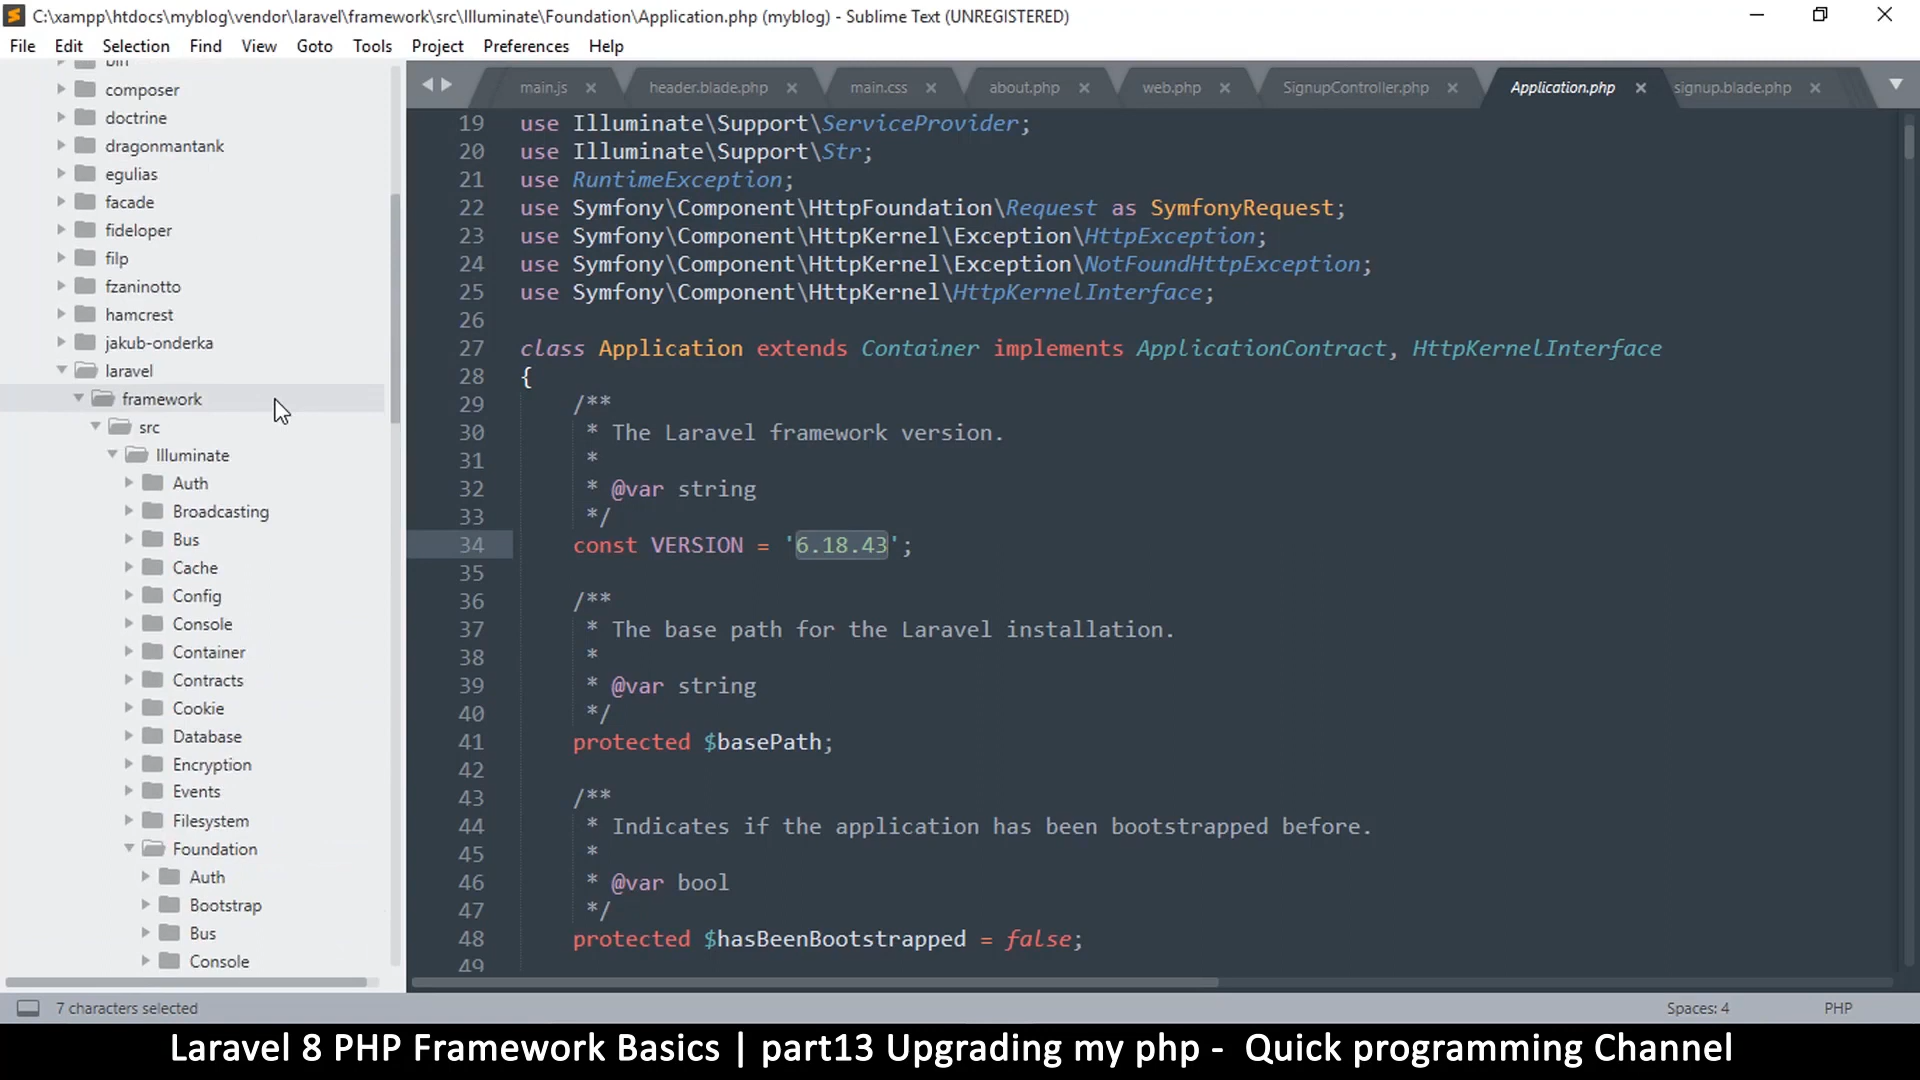 C:\xampp\htdocs\myblog\vendor\laravel\framework\src\Illuminate\Foundation\Application.php (myblog) - Sublime Text (UNREGISTERED)
File Edit Selection Find View Goto Tools Project Preferences Help
bin
composer
doctrine
dragonmantank
egulias
facade
fideloper
filp
fzaninotto
hamcrest
jakub-onderka
laravel
framework
src
Illuminate
Auth
Broadcasting
Bus
Cache
Config
Console
Container
Contracts
Cookie
Database
Encryption
Events
Filesystem
Foundation
Auth
Bootstrap
Bus
Console
main.js header.blade.php main.css about.php web.php SignupController.php Application.php signup.blade.php
19 use Illuminate\Support\ServiceProvider;
20 use Illuminate\Support\Str;
21 use RuntimeException;
22 use Symfony\Component\HttpFoundation\Request as SymfonyRequest;
23 use Symfony\Component\HttpKernel\Exception\HttpException;
24 use Symfony\Component\HttpKernel\Exception\NotFoundHttpException;
25 use Symfony\Component\HttpKernel\HttpKernelInterface;
26
27 class Application extends Container implements ApplicationContract, HttpKernelInterface
28 {
29 /**
30 * The Laravel framework version.
31 *
32 * @var string
33 */
34 const VERSION = '6.18.43';
35
36 /**
37 * The base path for the Laravel installation.
38 *
39 * @var string
40 */
41 protected $basePath;
42
43 /**
44 * Indicates if the application has been bootstrapped before.
45 *
46 * @var bool
47 */
48 protected $hasBeenBootstrapped = false;
49
7 characters selected Spaces: 4 PHP
Laravel 8 PHP Framework Basics | part13 Upgrading my php - Quick programming Channel